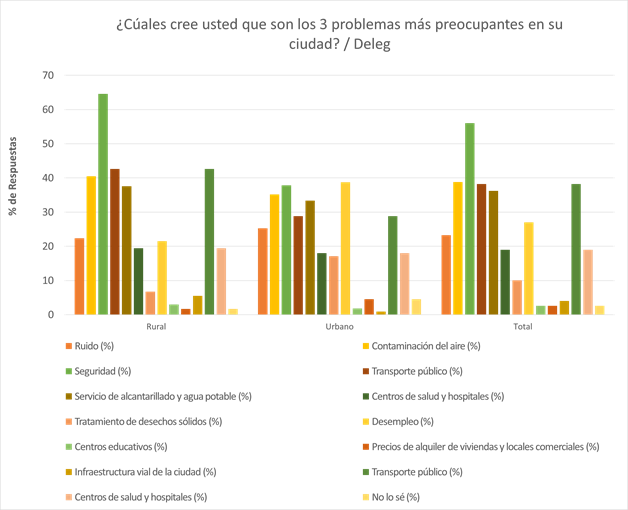 ¿Cúales cree usted que son los 3 problemas más preocupantes en su
ciudad? / Deleg
% de Respuestas
70
60
50
40
30
20
10
0
Rural Urbano Total
Ruido (%) Contaminación del aire (%)
Seguridad (%) Transporte público (%)
Servicio de alcantarillado y agua potable (%) Centros de salud y hospitales (%)
Tratamiento de desechos sólidos (%) Desempleo (%)
Centros educativos (%) Precios de alquiler de viviendas y locales comerciales (%)
Infraestructura vial de la ciudad (%) Transporte público (%)
Centros de salud y hospitales (%) No lo sé (%)